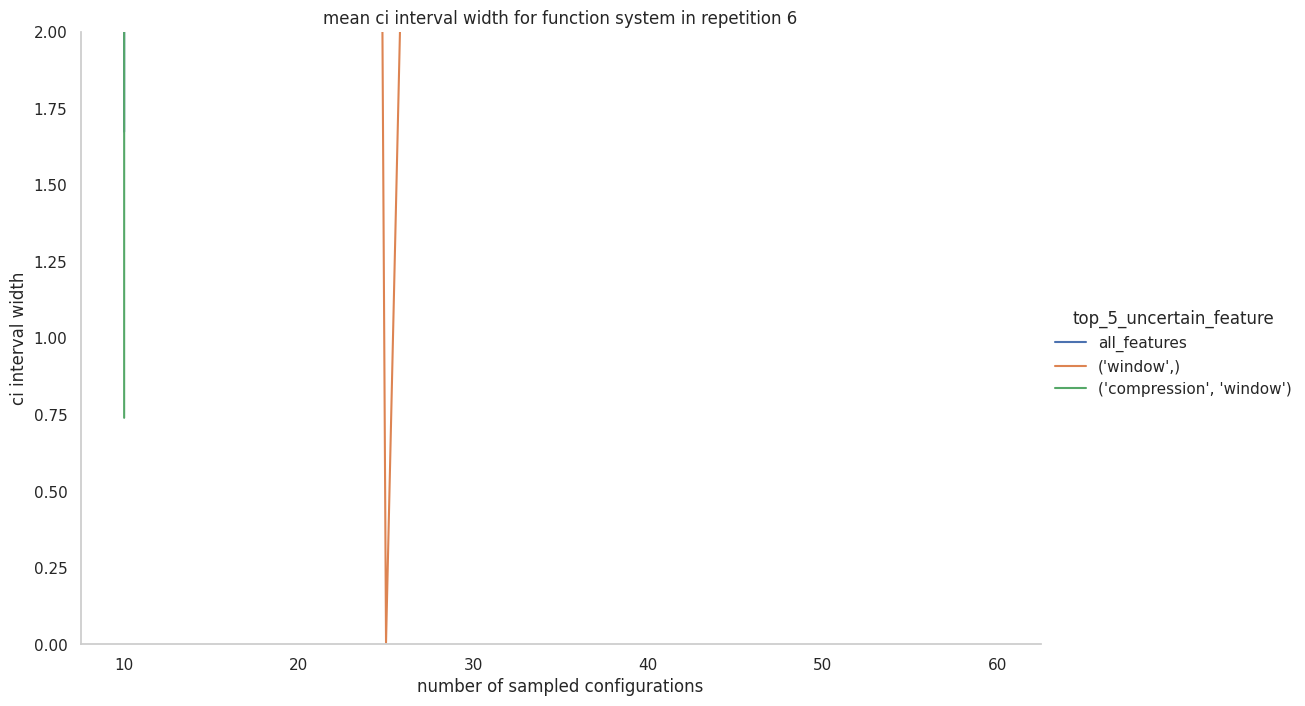 mean ci interval width for function system in repetition 6
2.00
1.75
1.50
1.25
1.00
0.75
0.50
0.25
0.00
ci interval width
10 20 30 40 50 60
number of sampled configurations
top_5_uncertain_feature
all_features
('window',)
('compression', 'window')